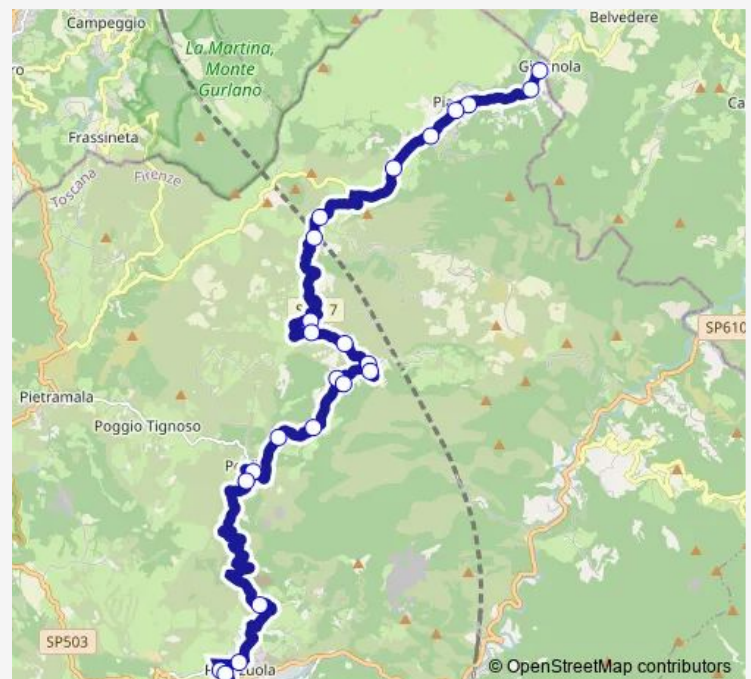 Campeggio
Belvedere
La Martina,
Monte
Gurlano
Frassineta
Toscana
Firenze
SP610
Pietramala
Poggio Tignoso
SP503
© OpenStreetMap contributors